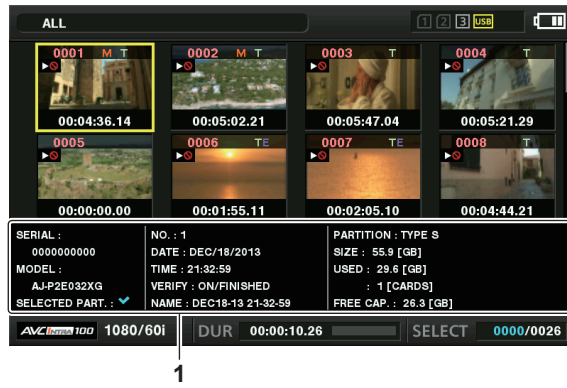 ALL
1 2 3 USB
0001 M T
0002 M T
0003 T
0004 T
00:04:36.14
00:05:02.21
00:05:47.04
00:05:21.29
0005
0006 TE
0007 TE
0008 T
00:00:00.00
00:01:55.11
00:02:05.10
00:04:44.21
SERIAL :
0000000000
MODEL :
AJ-P2E032XG
SELECTED PART. :
NO. : 1
DATE : DEC/18/2013
TIME : 21:32:59
VERIFY : ON/FINISHED
NAME : DEC18-13 21-32-59
PARTITION : TYPE S
SIZE : 55.9 [GB]
USED : 29.6 [GB]
: 1 [CARDS]
FREE CAP. : 26.3 [GB]
AVC INTRA 100 1080/60i DUR 00:00:10.26 SELECT 0000/0026
1